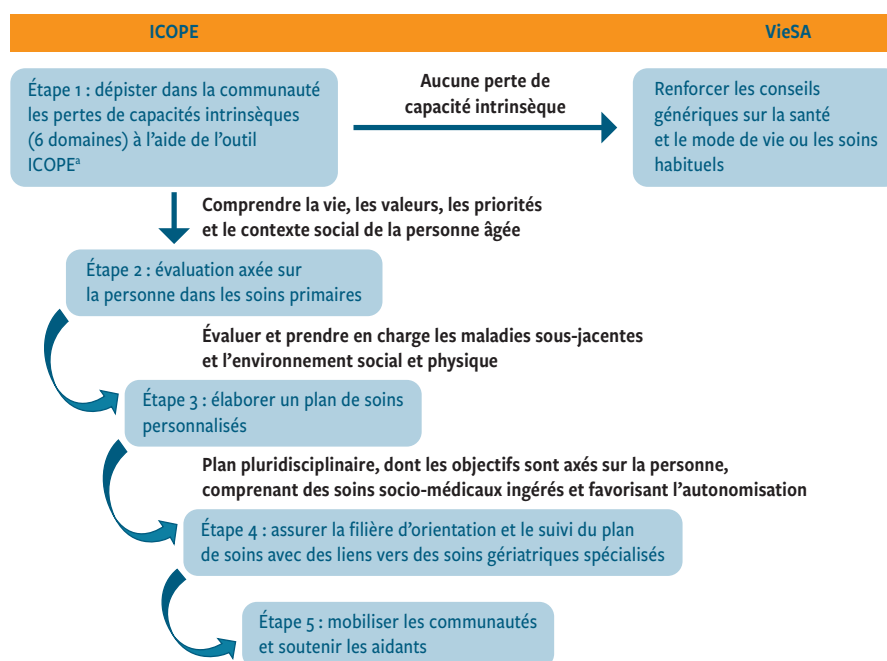 ICOPE
VieSA
Étape 1 : dépister dans la communauté
les pertes de capacités intrinsèques
(6 domaines) à l’aide de l’outil
ICOPEª
Aucune perte de
capacité intrinsèque
Renforcer les conseils
génériques sur la santé
et le mode de vie ou les soins
habituels
Comprendre la vie, les valeurs, les priorités
et le contexte social de la personne âgée
Étape 2 : évaluation axée sur
la personne dans les soins primaires
Évaluer et prendre en charge les maladies sous-jacentes
et l’environnement social et physique
Étape 3 : élaborer un plan de soins
personnalisés
Plan pluridisciplinaire, dont les objectifs sont axés sur la personne,
comprenant des soins socio-médicaux ingérés et favorisant l’autonomisation
Étape 4 : assurer la filière d’orientation et le suivi du plan
de soins avec des liens vers des soins gériatriques spécialisés
Étape 5 : mobiliser les communautés
et soutenir les aidants